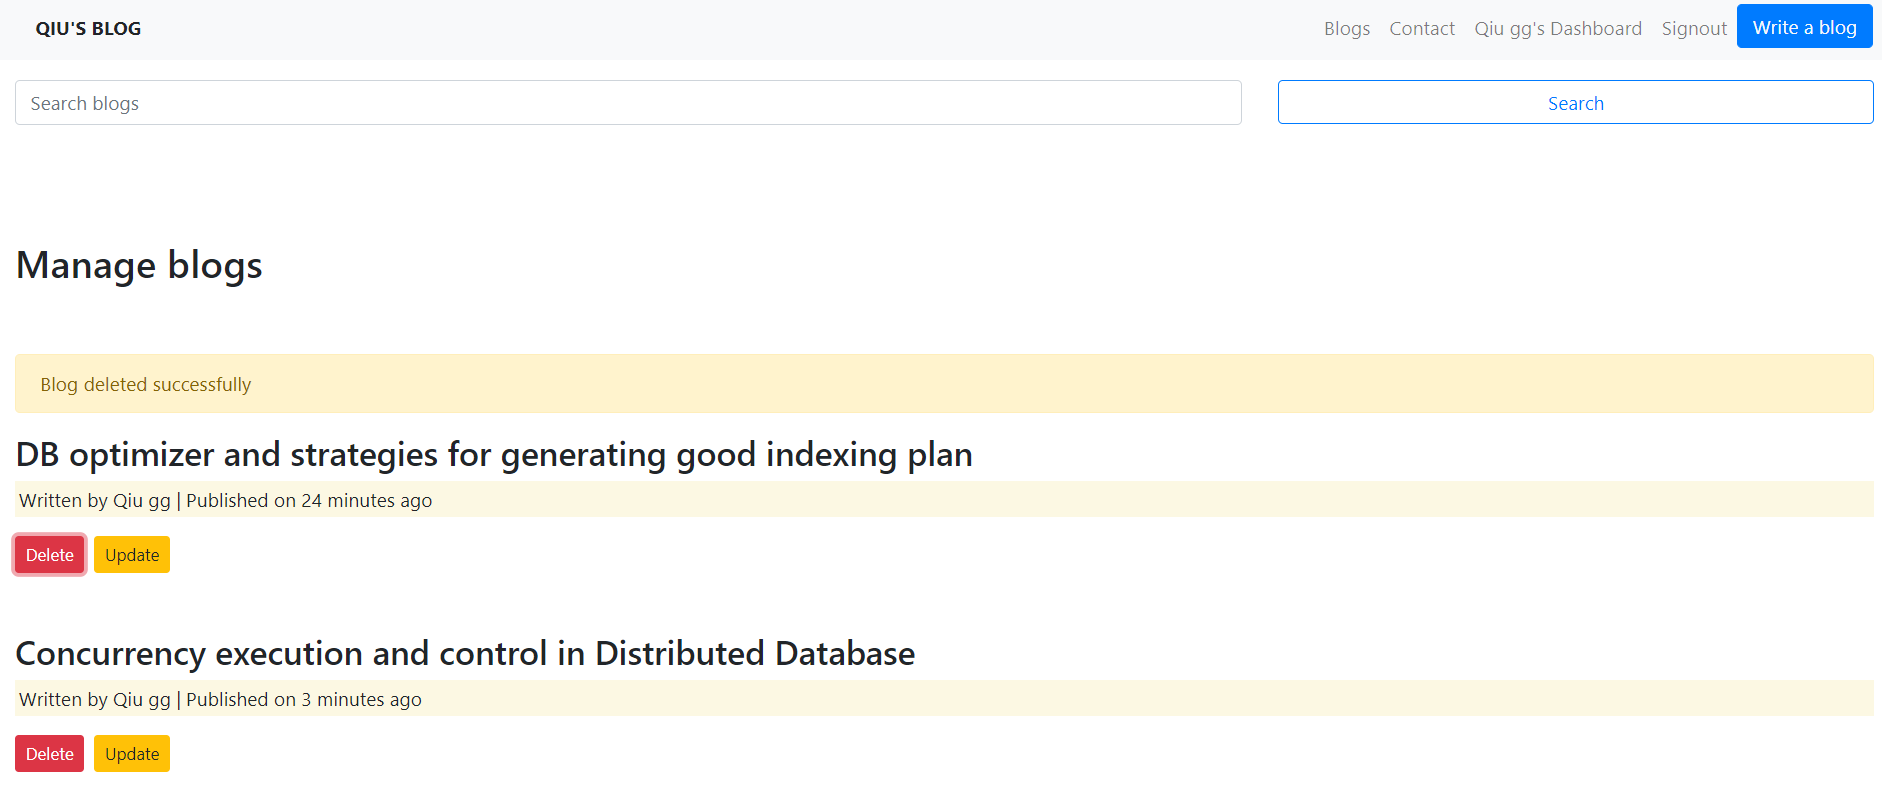 QIU'S BLOG
Blogs Contact Qiu gg's Dashboard Signout Write a blog
Search blogs
Search
Manage blogs
Blog deleted successfully
DB optimizer and strategies for generating good indexing plan
Written by Qiu gg | Published on 24 minutes ago
Delete Update
Concurrency execution and control in Distributed Database
Written by Qiu gg | Published on 3 minutes ago
Delete Update